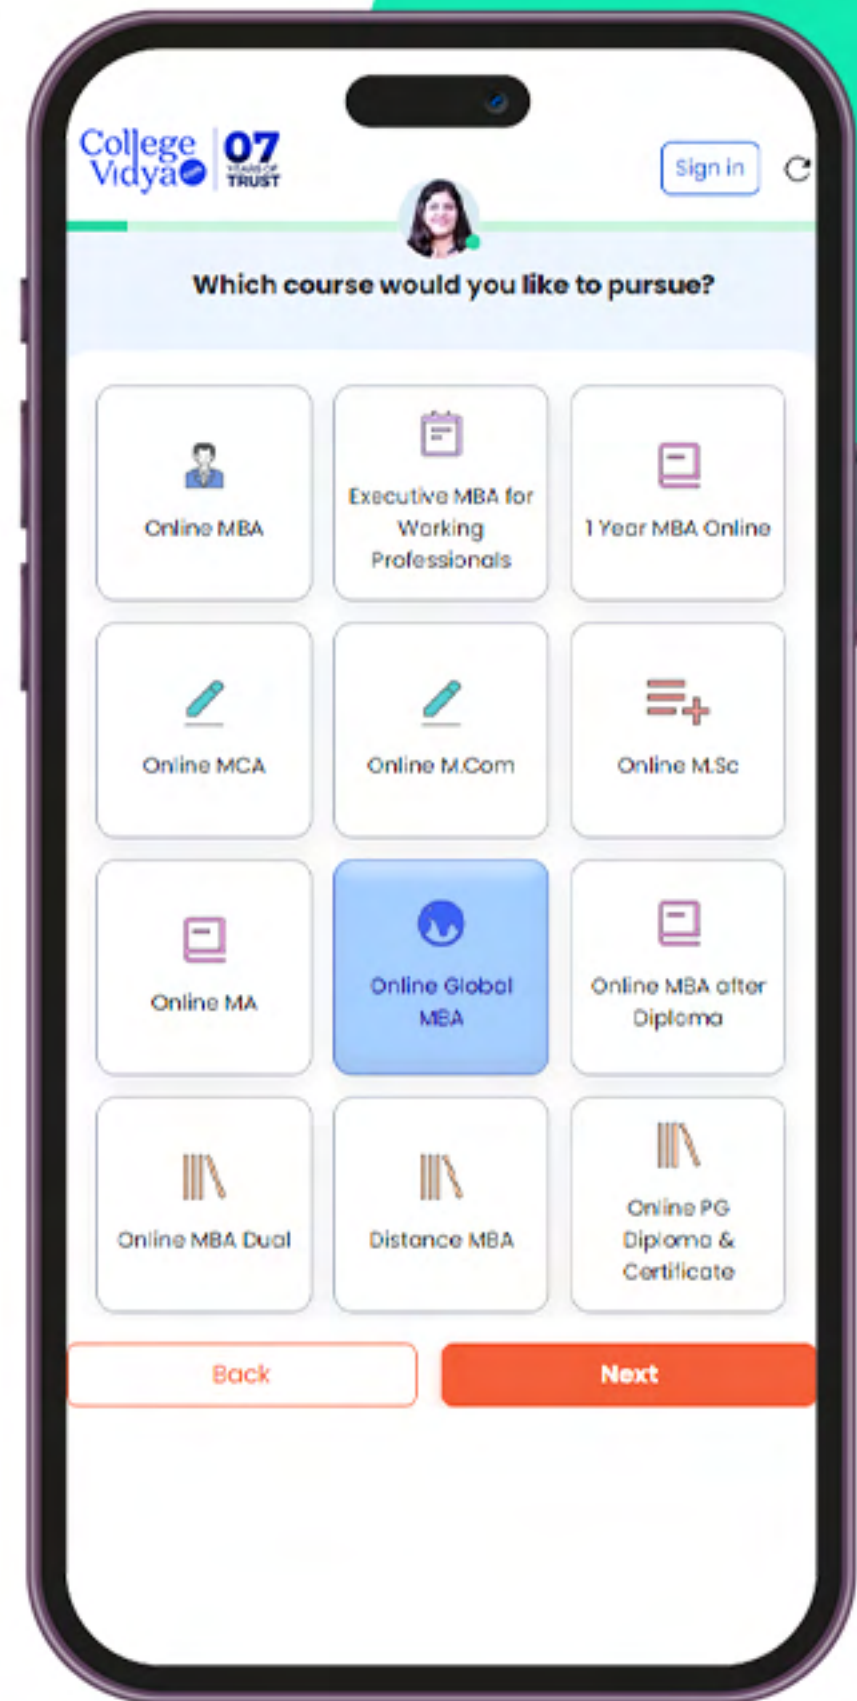 College
Vidya
07
YEARS OF
TRUST
Sign in
Which course would you like to pursue?
Online MBA
Executive MBA for
Working
Professionals
1 Year MBA Online
Online MCA
Online M.Com
Online M.Sc
Online MA
Online Global
MBA
Online MBA after
Diploma
Online MBA Dual
Distance MBA
Online PG
Diploma &
Certificate
Back
Next